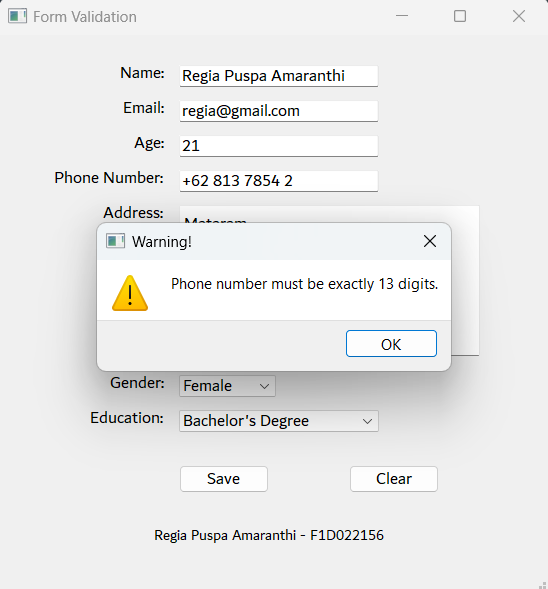 Form Validation
Name: Regia Puspa Amaranthi
Email: regia@gmail.com
Age: 21
Phone Number: +62 813 7854 2
Address: Mataram
Warning!
Phone number must be exactly 13 digits.
OK
Gender: Female
Education: Bachelor's Degree
Save Clear
Regia Puspa Amaranthi - F1D022156